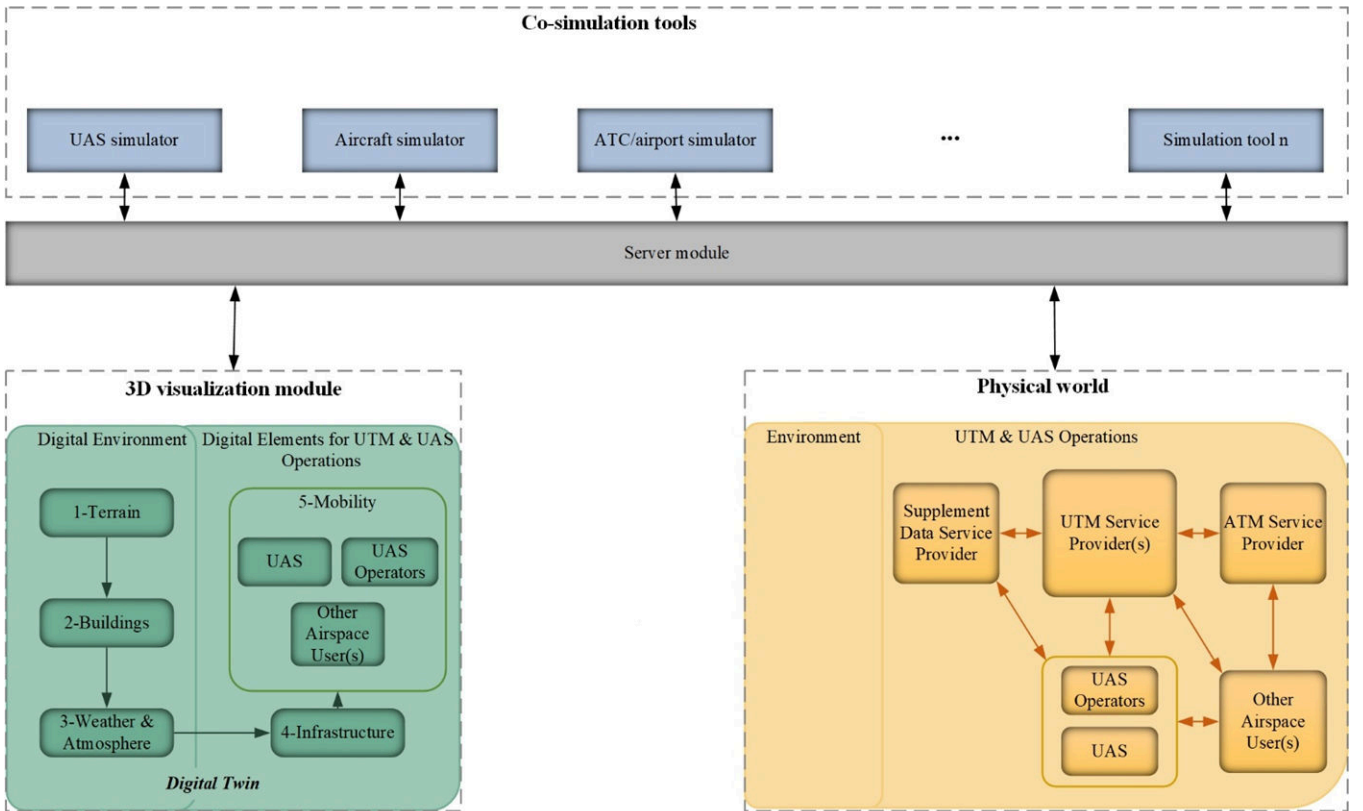 Co-simulation tools
UAS simulator
Aircraft simulator
ATC/airport simulator
...
Simulation tool n
Server module
3D visualization module
Digital Environment
Digital Elements for UTM & UAS
Operations
1-Terrain
2-Buildings
3-Weather &
Atmosphere
5-Mobility
UAS
UAS
Operators
Other
Airspace
User(s)
4-Infrastructure
Digital Twin
Physical world
Environment
UTM & UAS Operations
Supplement
Data Service
Provider
UTM Service
Provider(s)
ATM Service
Provider
UAS
Operators
UAS
Other
Airspace
User(s)